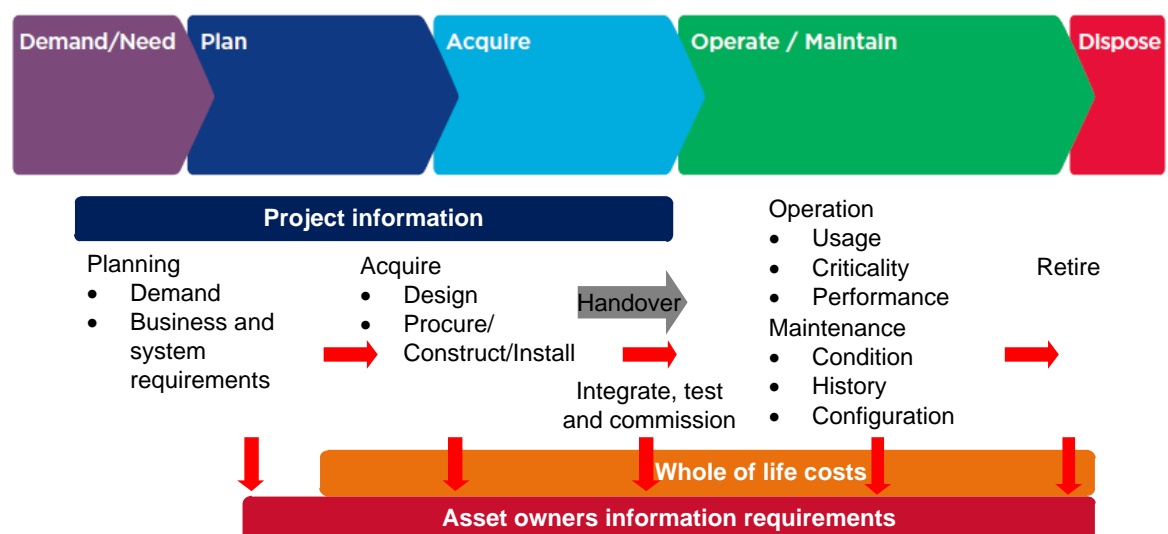 Demand/Need
Plan
Acquire
Operate / Maintain
Dispose
Project information
Planning
• Demand
• Business and
system
requirements
Acquire
• Design
• Procure/
Construct/Install
Handover
Integrate, test
and commission
Operation
• Usage
• Criticality
• Performance
Maintenance
• Condition
• History
• Configuration
Retire
Whole of life costs
Asset owners information requirements